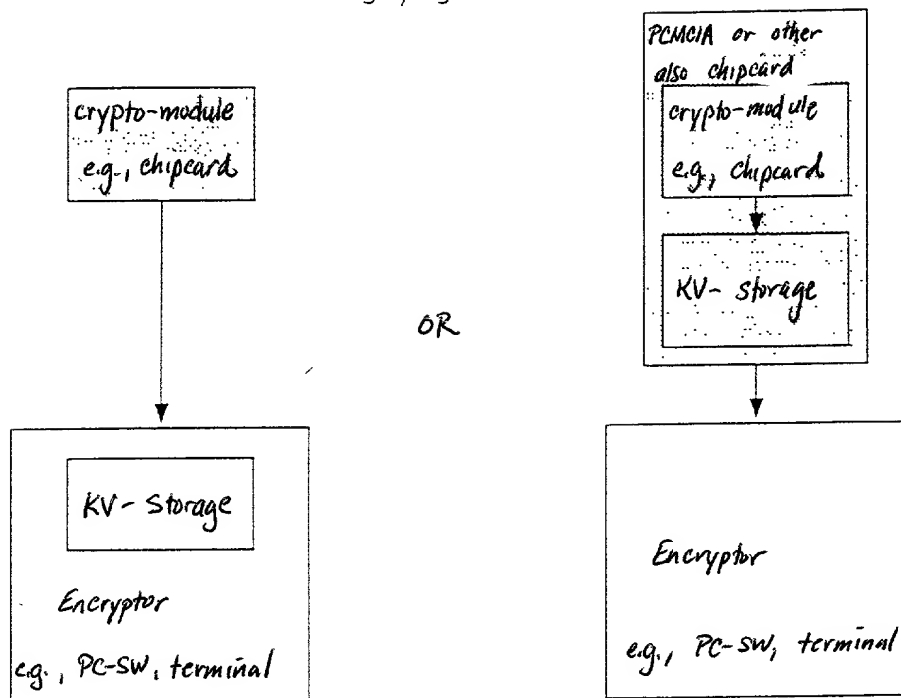 crypto-module
e.g., chipcard
OR
KV- Storage
Encryptor
e.g., PC-SW, terminal
PCMCIA or other
also chipcard
crypto-module
e.g., chipcard
KV- storage
Encryptor
e.g., PC-SW, terminal